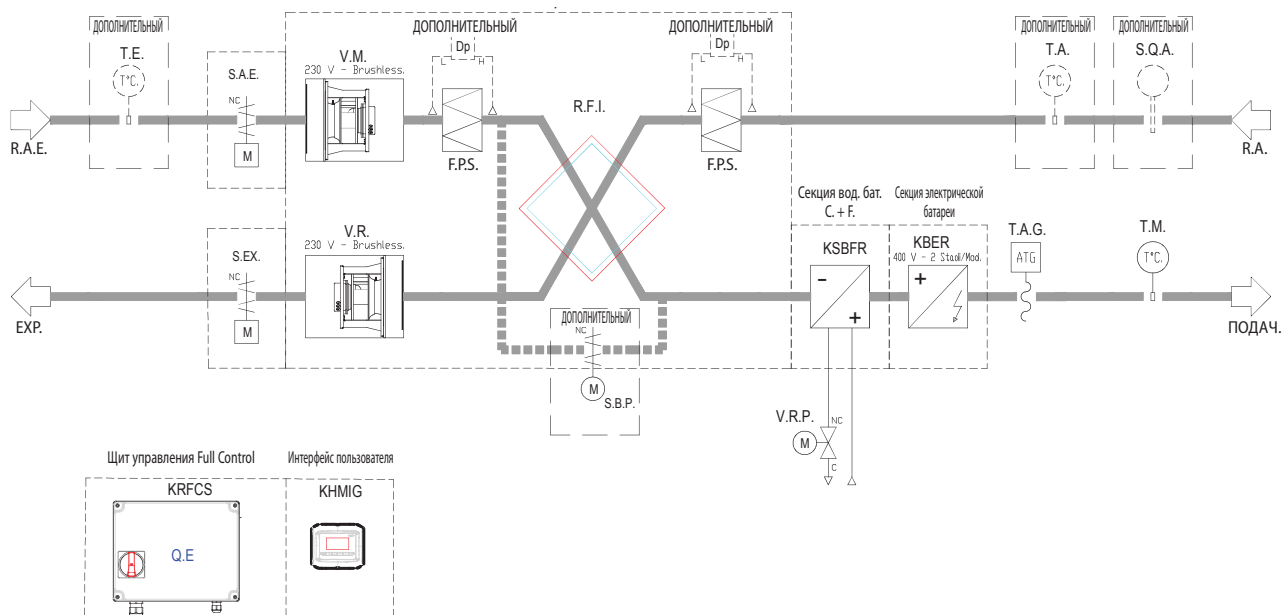 ДОПОЛНИТЕЛЬНЫЙ
T.E.
T°C.
S.A.E.
NC
M
R.A.E.
V.M.
230 V - Brushless.
ДОПОЛНИТЕЛЬНЫЙ
Dp
L
H
F.P.S.
R.F.I.
ДОПОЛНИТЕЛЬНЫЙ
Dp
L
H
F.P.S.
ДОПОЛНИТЕЛЬНЫЙ
T.A.
T°C.
ДОПОЛНИТЕЛЬНЫЙ
S.Q.A.
R.A.
S.EX.
NC
M
EXP.
V.R.
230 V - Brushless.
ДОПОЛНИТЕЛЬНЫЙ
NC
M
S.B.P.
Секция вод. бат.
C. + F.
KSBFR
-
+
Секция электрической
батареи
KBER
400 V - 2 Stadi/Mod.
+
T.A.G.
ATG
T.M.
T°C.
ПОДАЧ.
V.R.P.
M
NC
C
Щит управления Full Control
KRFCS
Q.E
Интерфейс пользователя
KHMIG